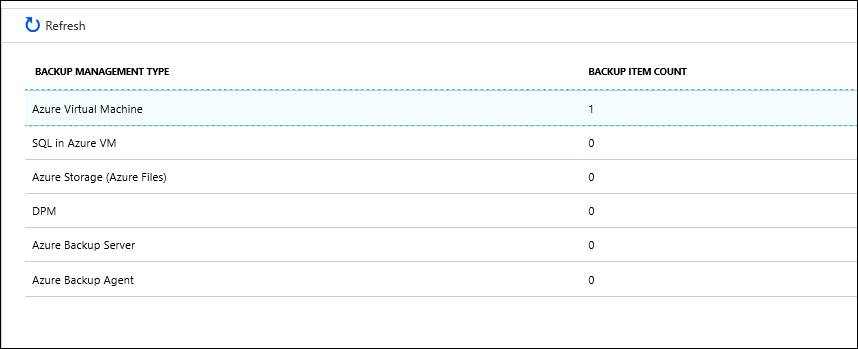 Refresh
BACKUP MANAGEMENT TYPE BACKUP ITEM COUNT
Azure Virtual Machine 1
SQL in Azure VM 0
Azure Storage (Azure Files) 0
DPM 0
Azure Backup Server 0
Azure Backup Agent 0